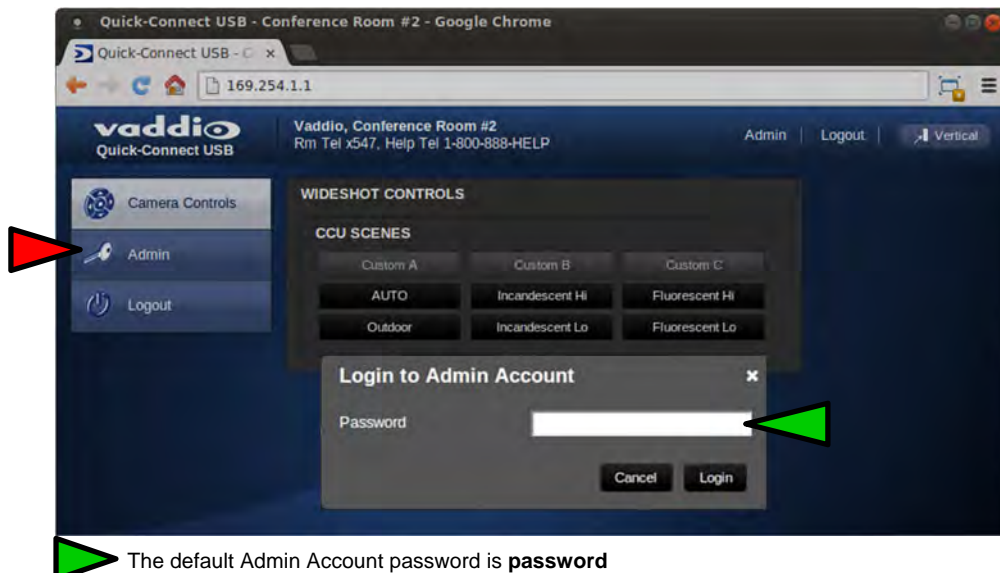 Quick-Connect USB - Conference Room #2 - Google Chrome
Quick-Connect USB - C
169.254.1.1
vaddio
Quick-Connect USB
Vaddio, Conference Room #2
Rm Tel x547, Help Tel 1-800-888-HELP
Admin | Logout | Vertical
Camera Controls
Admin
Logout
WIDESHOT CONTROLS
CCU SCENES
Custom A Custom B Custom C
AUTO Incandescent Hi Fluorescent Hi
Outdoor Incandescent Lo Fluorescent Lo
Login to Admin Account
Password
Cancel Login
The default Admin Account password is password